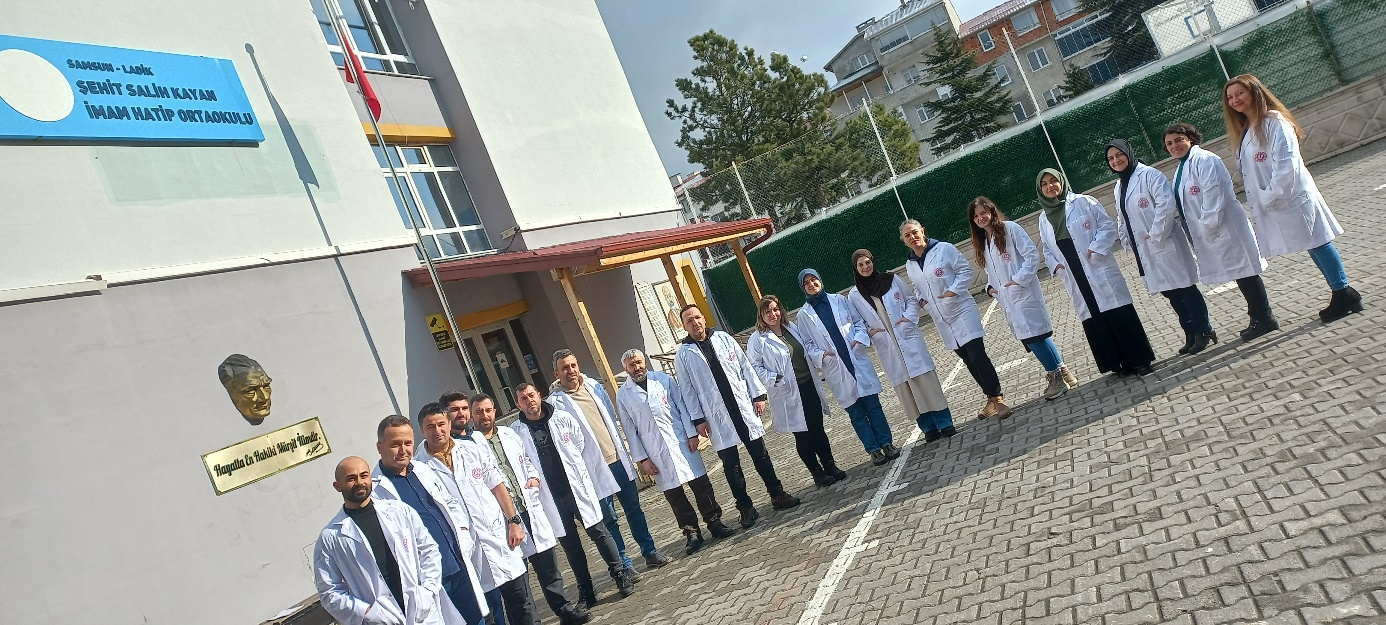 SAMSUN - LADİK
ŞEHİT SALİH KAYAN
İMAM HATİP ORTAOKULU
Hayatta En Hakiki Mürşit İlimdir.